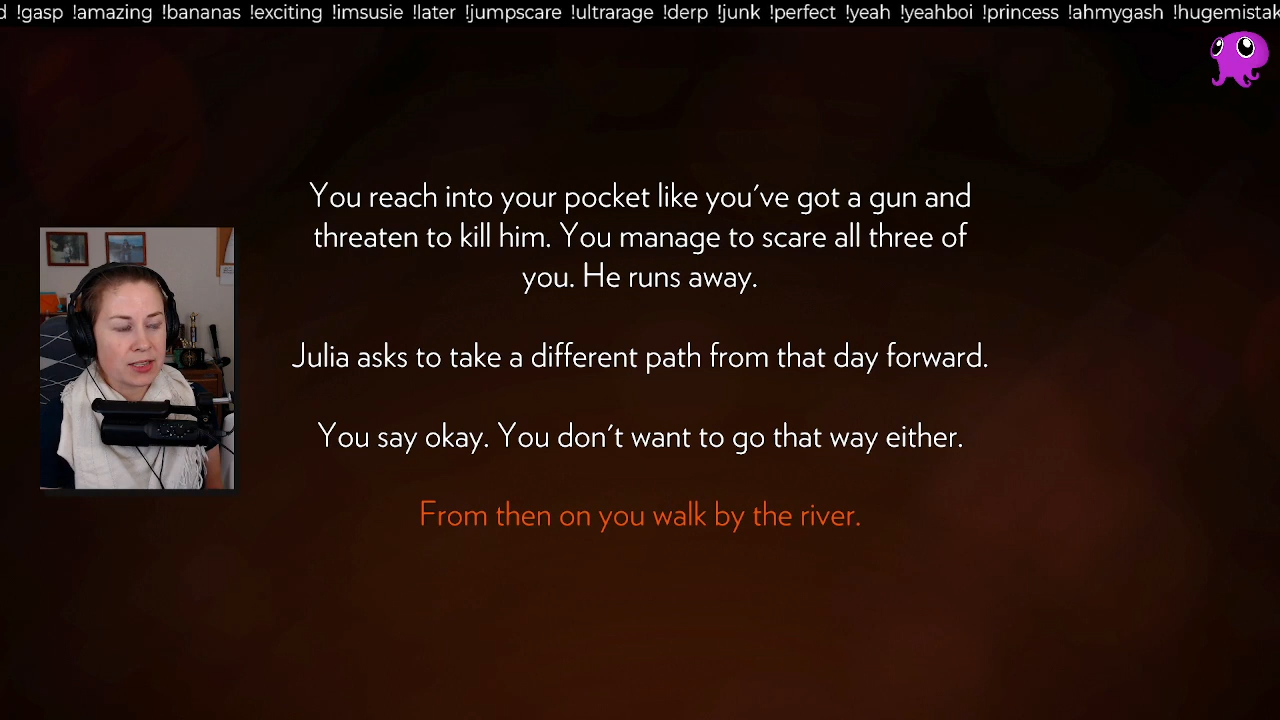 !gasp !amazing !bananas !exciting !imsusie !later !jumpscare !ultrarage !derp !junk !perfect !yeah !yeahboi !princess !ahmygash !hugemistak
You reach into your pocket like you've got a gun and
threaten to kill him. You manage to scare all three of
you. He runs away.
Julia asks to take a different path from that day forward.
You say okay. You don't want to go that way either.
From then on you walk by the river.